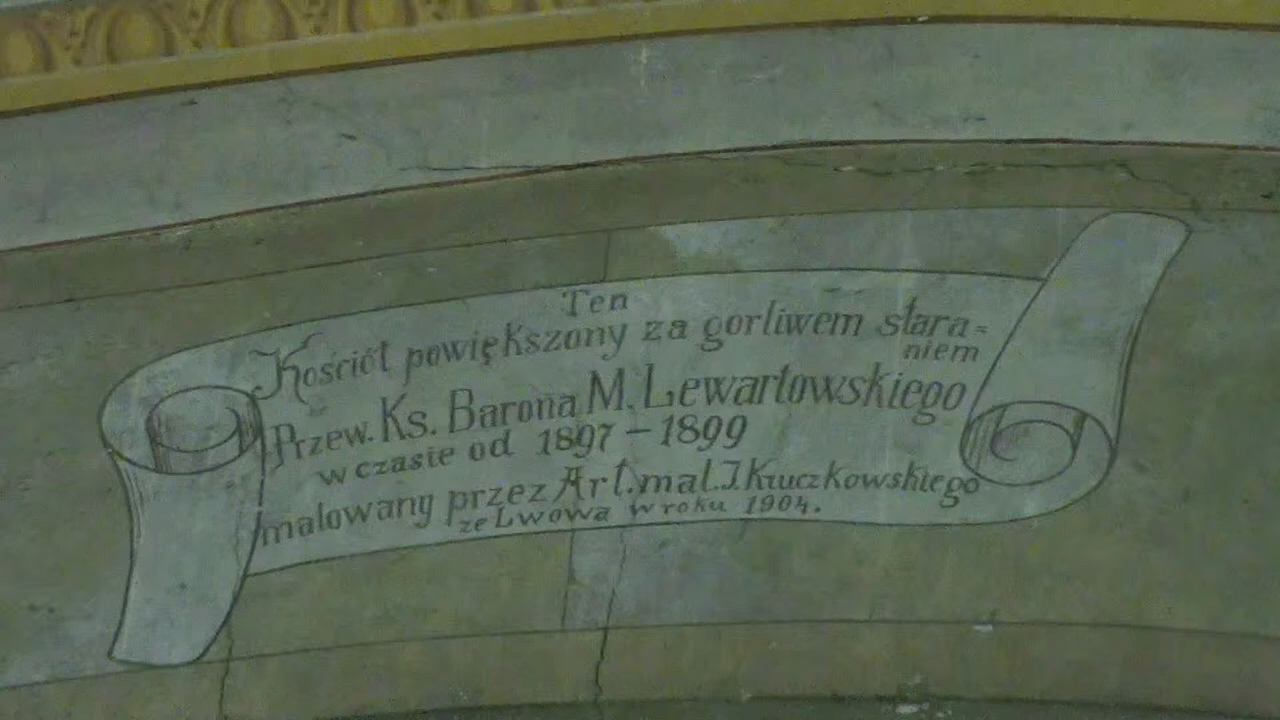 Ten
Kościół powiększony za gorliwem stara=
niem
Przew. Ks. Barona M. Lewartowskiego
w czasie od 1897 – 1899
malowany przez Art. mal. J Kruczkowskiego
ze Lwowa w roku 1904.